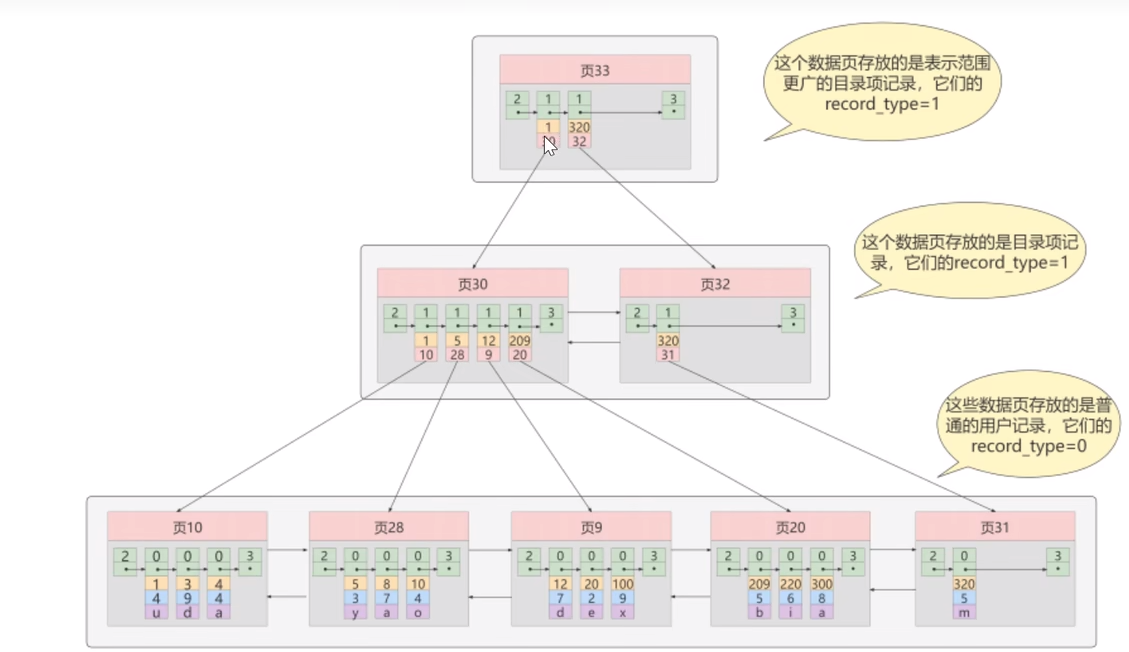 页33
2 1 1 3
1 320
32
这个数据页存放的是表示范围
更广的目录项记录，它们的
record_type=1
页30
2 1 1 1 1 3
1 5 12 209
10 28 9 20
页32
2 1 3
320
31
这个数据页存放的是目录项记
录，它们的record_type=1
这些数据页存放的是普
通的用户记录，它们的
record_type=0
页10
2 0 0 0 3
1 3 4
4 9 4
u d a
页28
2 0 0 0 3
5 8 10
3 7 4
y a o
页9
2 0 0 0 3
12 20 100
7 2 9
d e x
页20
2 0 0 0 3
209 220 300
5 6 8
b i a
页31
2 0 3
320
5
m